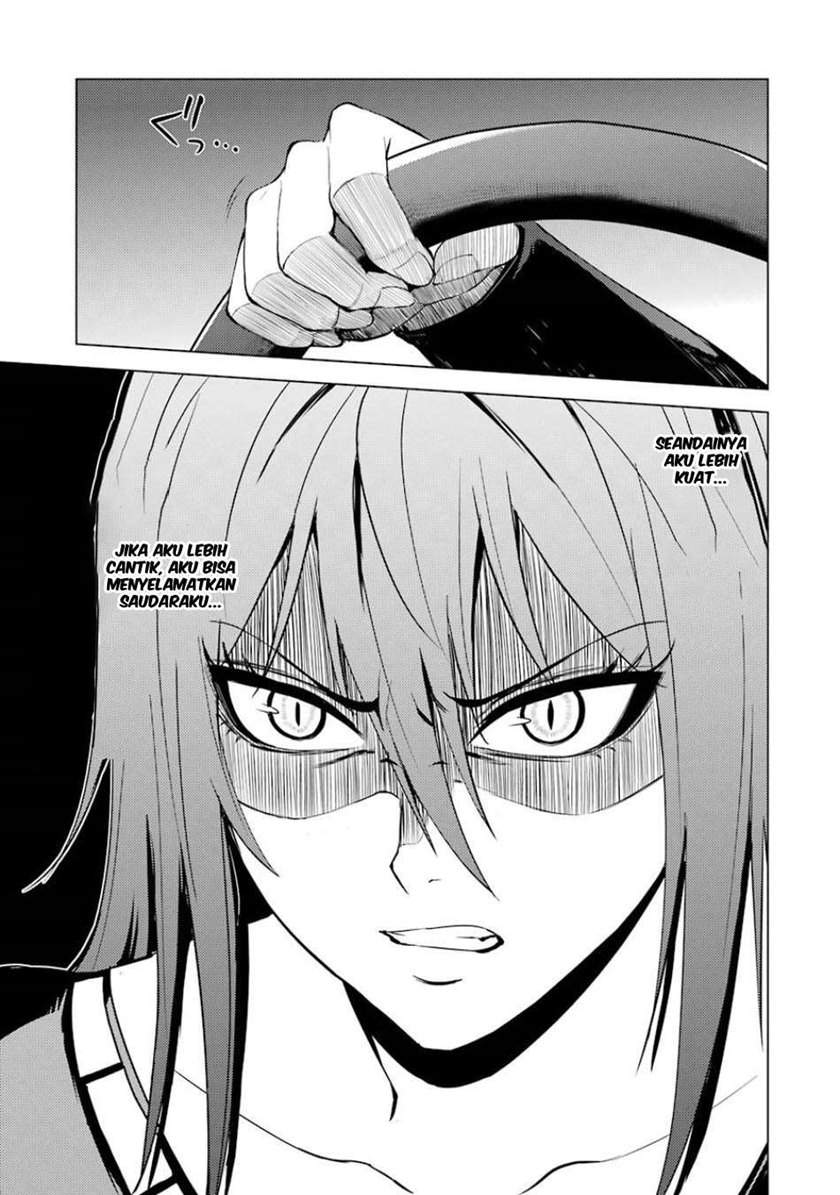 ぐっ…
SEANDAINYA
AKU LEBIH
KUAT...
JIKA AKU LEBIH
CANTIK, AKU BISA
MENYELAMATKAN
SAUDARAKU...